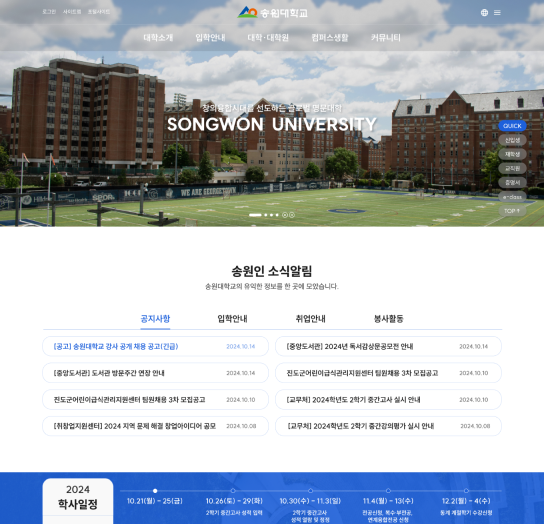 로그인 사이트맵 포털사이트
송원대학교
대학소개 입학안내 대학·대학원 캠퍼스생활 커뮤니티
창의융합시대를 선도하는 글로벌 명문대학
SONGWON UNIVERSITY
QUICK
신입생
재학생
교직원
증명서
e-class
TOP ↑
WE ARE GEORGETOWN
송원인 소식알림
송원대학교의 유익한 정보를 한 곳에 모았습니다.
공지사항 입학안내 취업안내 봉사활동
[공고] 송원대학교 강사 공개 채용 공고(긴급) 2024.10.14
[중앙도서관] 2024년 독서감상문공모전 안내 2024.10.14
[중앙도서관] 도서관 방문주간 연장 안내 2024.10.14
진도군어린이급식관리지원센터 팀원채용 3차 모집공고 2024.10.10
진도군어린이급식관리지원센터 팀원채용 3차 모집공고 2024.10.10
[교무처] 2024학년도 2학기 중간고사 실시 안내 2024.10.10
[취창업지원센터] 2024 지역 문제 해결 창업아이디어 공모 2024.10.08
[교무처] 2024학년도 2학기 중간강의평가 실시 안내 2024.10.08
2024
학사일정
10.21(월) ~ 25(금)
10.26(토) ~ 29(화)
2학기 중간고사 성적 입력
10.30(수) ~ 11.3(일)
2학기 중간고사
성적 열람 및 정정
11.4(월) ~ 13(수)
전공신청, 복수·부전공,
연계융합전공 신청
12.2(월) ~ 4(수)
동계 계절학기 수강신청